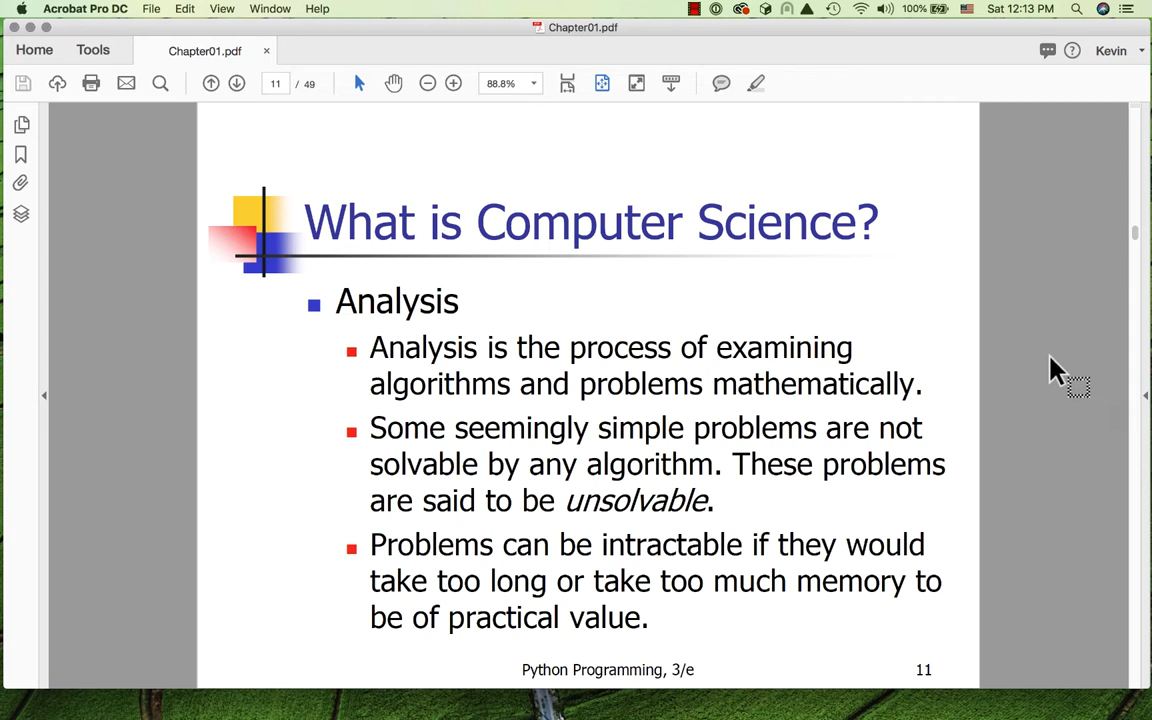 Acrobat Pro DC File Edit View Window Help 100% Sat 12:13 PM
Chapter01.pdf
Home Tools Chapter01.pdf × ? Kevin
11 / 49 88.8%
What is Computer Science?
Analysis
Analysis is the process of examining
algorithms and problems mathematically.
Some seemingly simple problems are not
solvable by any algorithm. These problems
are said to be unsolvable.
Problems can be intractable if they would
take too long or take too much memory to
be of practical value.
Python Programming, 3/e 11